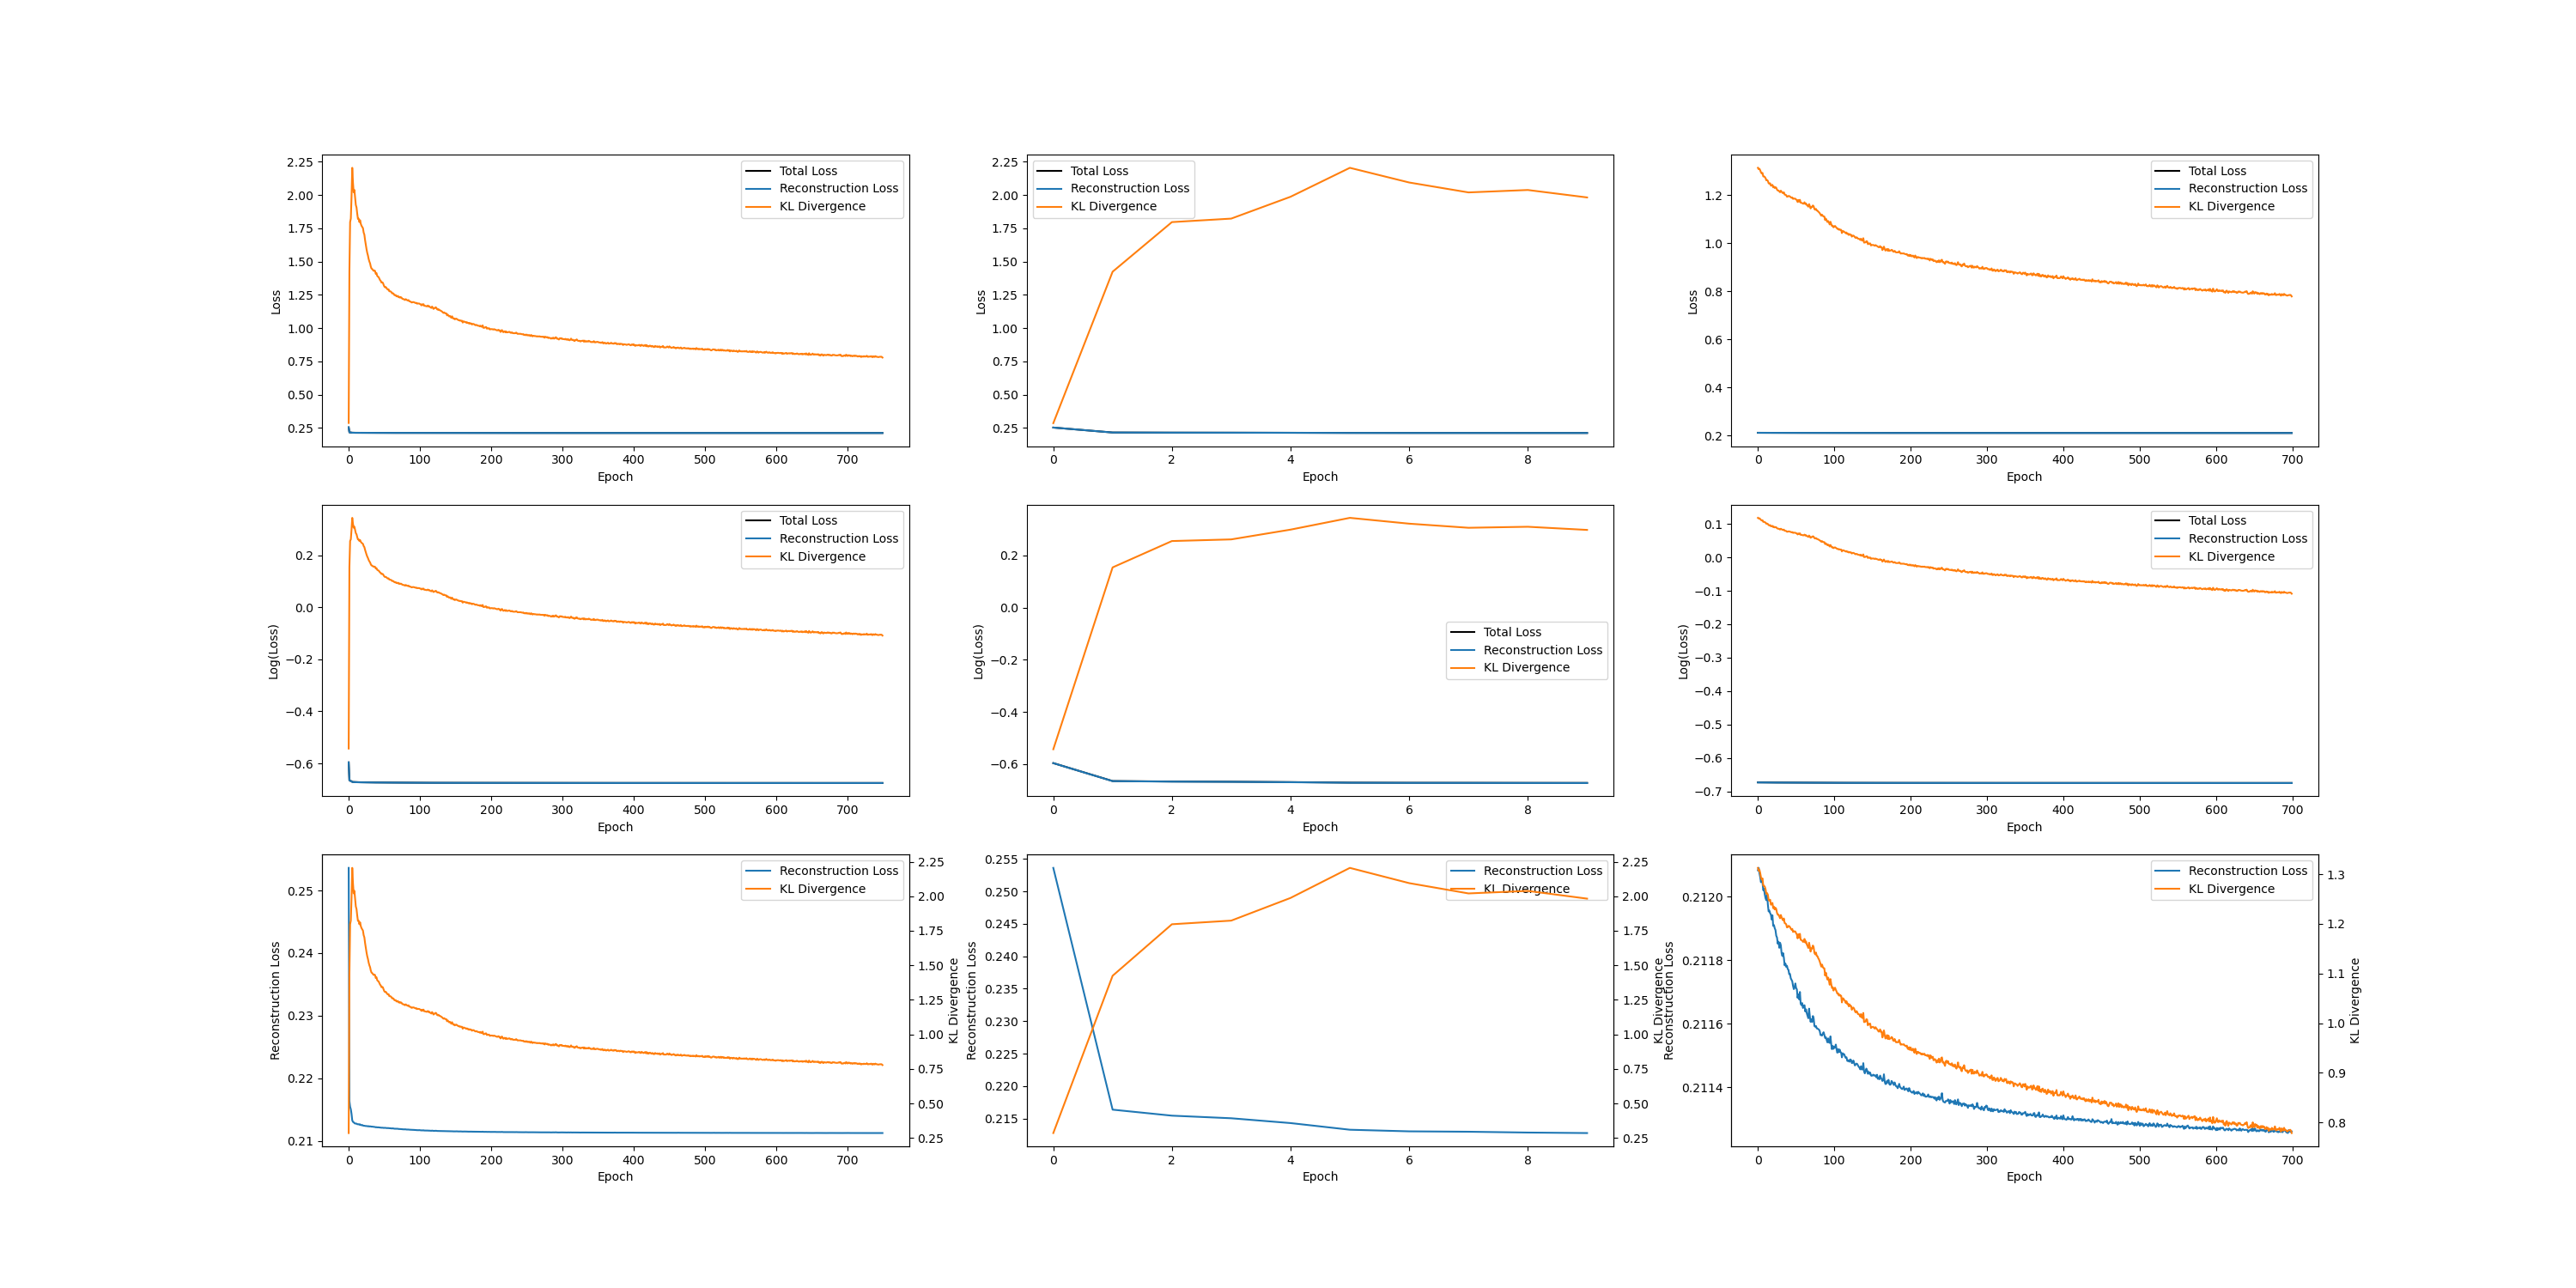 2.25
2.00
1.75
1.50
1.25
1.00
0.75
0.50
0.25
Loss
0 100 200 300 400 500 600 700
Epoch
Total Loss
Reconstruction Loss
KL Divergence
2.25
2.00
1.75
1.50
1.25
1.00
0.75
0.50
0.25
Loss
0 2 4 6 8
Epoch
Total Loss
Reconstruction Loss
KL Divergence
1.2
1.0
0.8
0.6
0.4
0.2
Loss
0 100 200 300 400 500 600 700
Epoch
Total Loss
Reconstruction Loss
KL Divergence
0.2
0.0
−0.2
−0.4
−0.6
Log(Loss)
0 100 200 300 400 500 600 700
Epoch
Total Loss
Reconstruction Loss
KL Divergence
0.2
0.0
−0.2
−0.4
−0.6
Log(Loss)
0 2 4 6 8
Epoch
Total Loss
Reconstruction Loss
KL Divergence
0.1
0.0
−0.1
−0.2
−0.3
−0.4
−0.5
−0.6
−0.7
Log(Loss)
0 100 200 300 400 500 600 700
Epoch
Total Loss
Reconstruction Loss
KL Divergence
0.25
0.24
0.23
0.22
0.21
Reconstruction Loss
0 100 200 300 400 500 600 700
Epoch
Reconstruction Loss
KL Divergence
2.25
2.00
1.75
1.50
1.25
1.00
0.75
0.50
0.25
KL Divergence
0.255
0.250
0.245
0.240
0.235
0.230
0.225
0.220
0.215
Reconstruction Loss
0 2 4 6 8
Epoch
Reconstruction Loss
KL Divergence
2.25
2.00
1.75
1.50
1.25
1.00
0.75
0.50
0.25
KL Divergence
0.2120
0.2118
0.2116
0.2114
Reconstruction Loss
0 100 200 300 400 500 600 700
Epoch
Reconstruction Loss
KL Divergence
1.3
1.2
1.1
1.0
0.9
0.8
KL Divergence